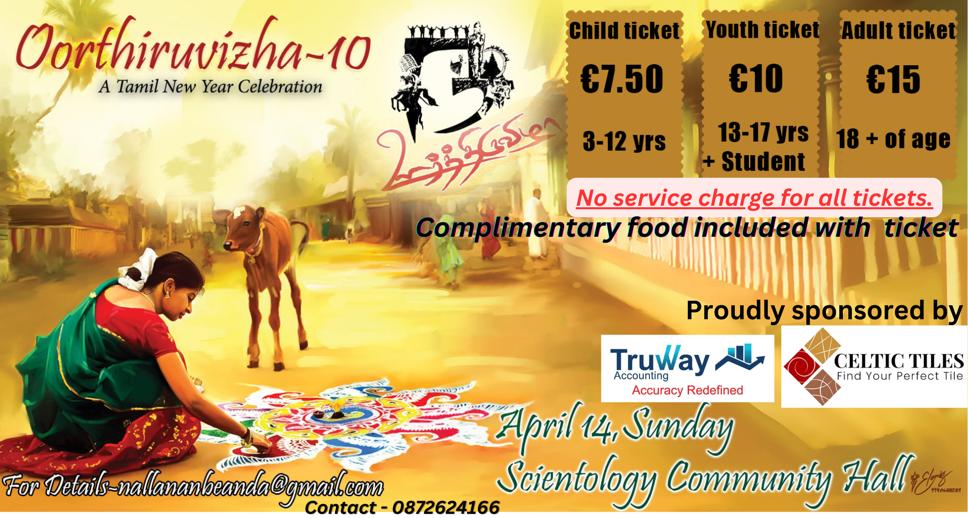 Oorthiruvizha-10
A Tamil New Year Celebration
ஊர்த்திருவிழா
Child ticket
€7.50
3-12 yrs
Youth ticket
€10
13-17 yrs
+ Student
Adult ticket
€15
18 + of age
No service charge for all tickets.
Complimentary food included with ticket
Proudly sponsored by
TruWay
Accounting
Accuracy Redefined
CELTIC TILES
Find Your Perfect Tile
April 14, Sunday
Scientology Community Hall
For Details-nallananbeanda@gmail.com
Contact - 0872624166